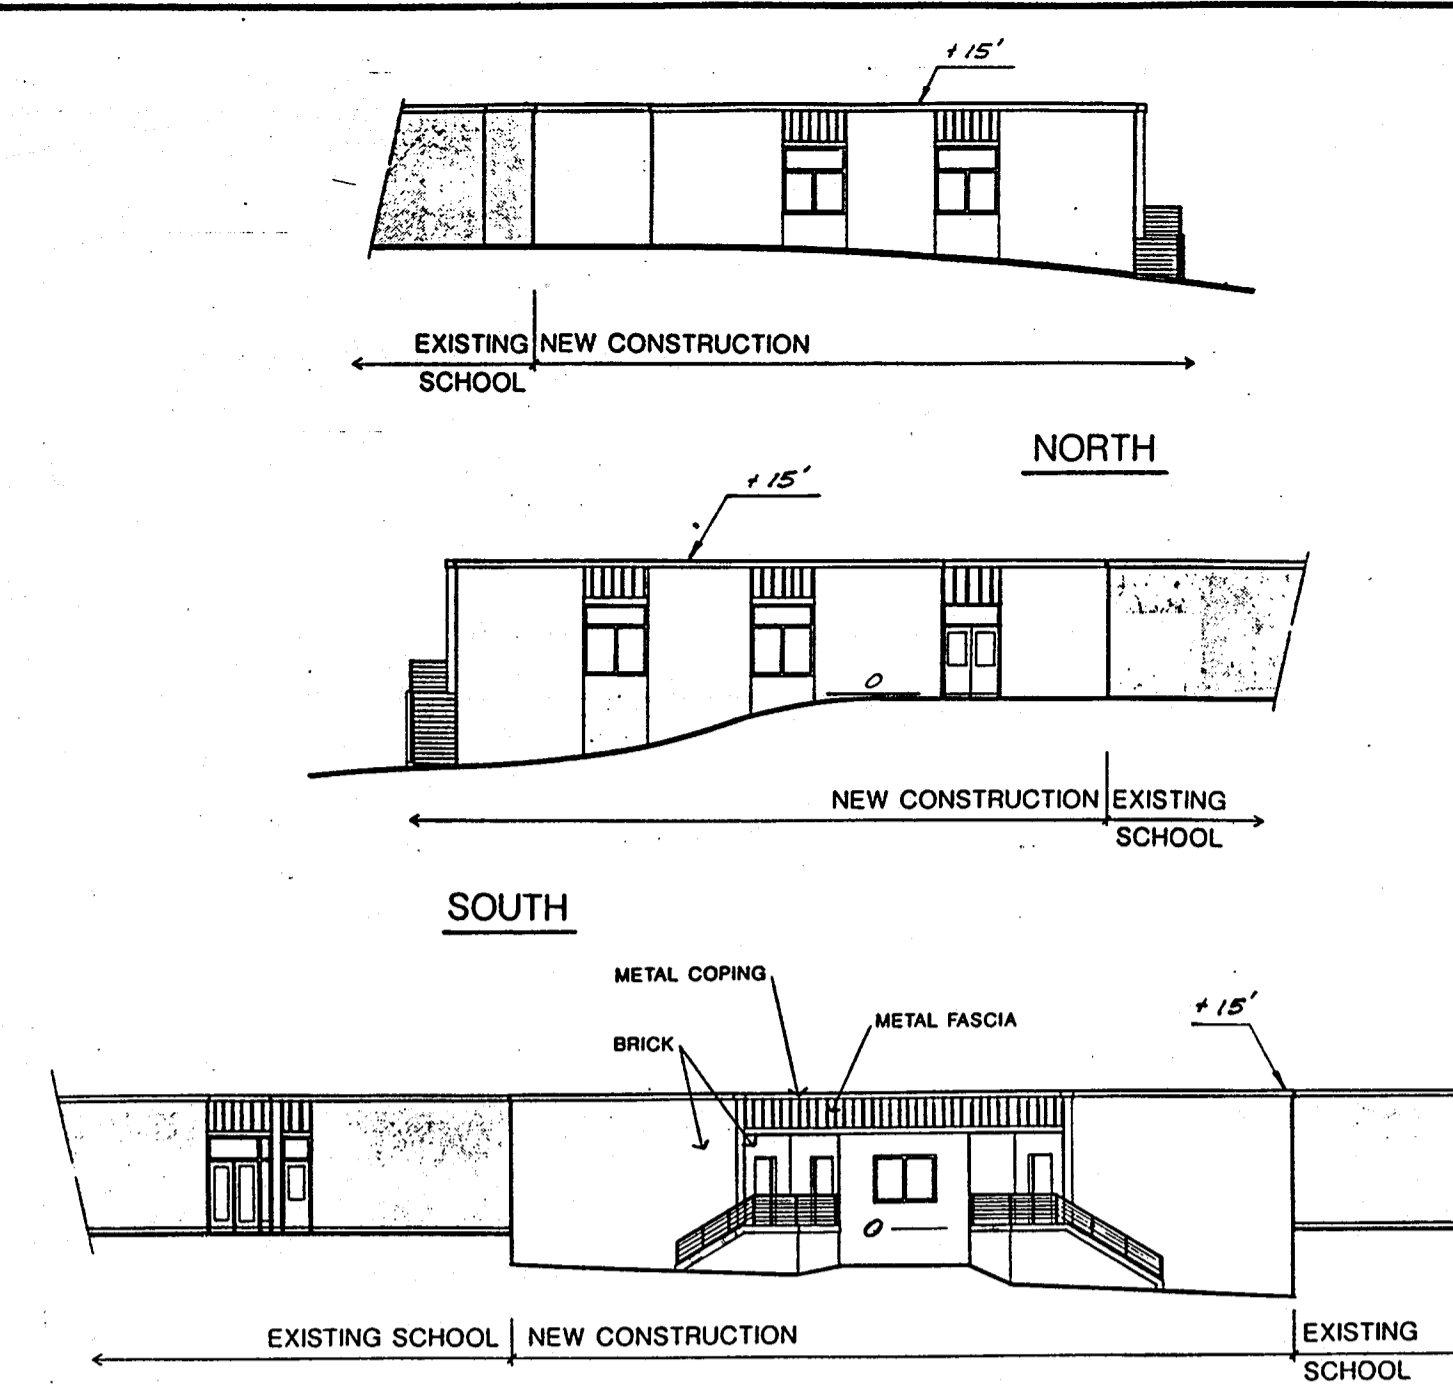 +15'
EXISTING NEW CONSTRUCTION
SCHOOL
NORTH
+15'
0
NEW CONSTRUCTION EXISTING
SCHOOL
SOUTH
METAL COPING
+15'
METAL FASCIA
BRICK
0
EXISTING SCHOOL NEW CONSTRUCTION EXISTING
SCHOOL